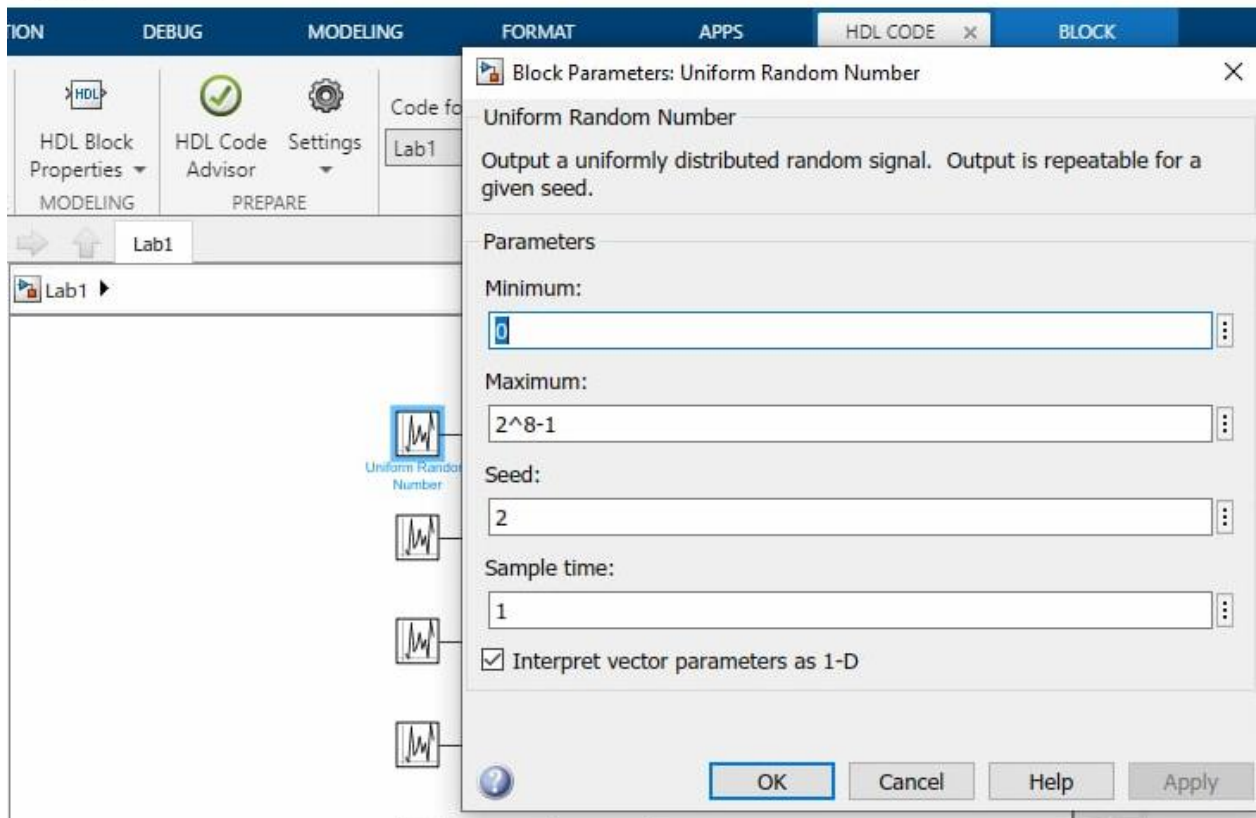 TION DEBUG MODELING FORMAT APPS HDL CODE × BLOCK
HDL
HDL Block
Properties
HDL Code
Advisor
Settings
Code fo
Lab1
MODELING
PREPARE
Lab1
Lab1
Uniform Random
Number
Block Parameters: Uniform Random Number
Uniform Random Number
Output a uniformly distributed random signal. Output is repeatable for a
given seed.
Parameters
Minimum:
0
Maximum:
2^8-1
Seed:
2
Sample time:
1
Interpret vector parameters as 1-D
OK Cancel Help Apply